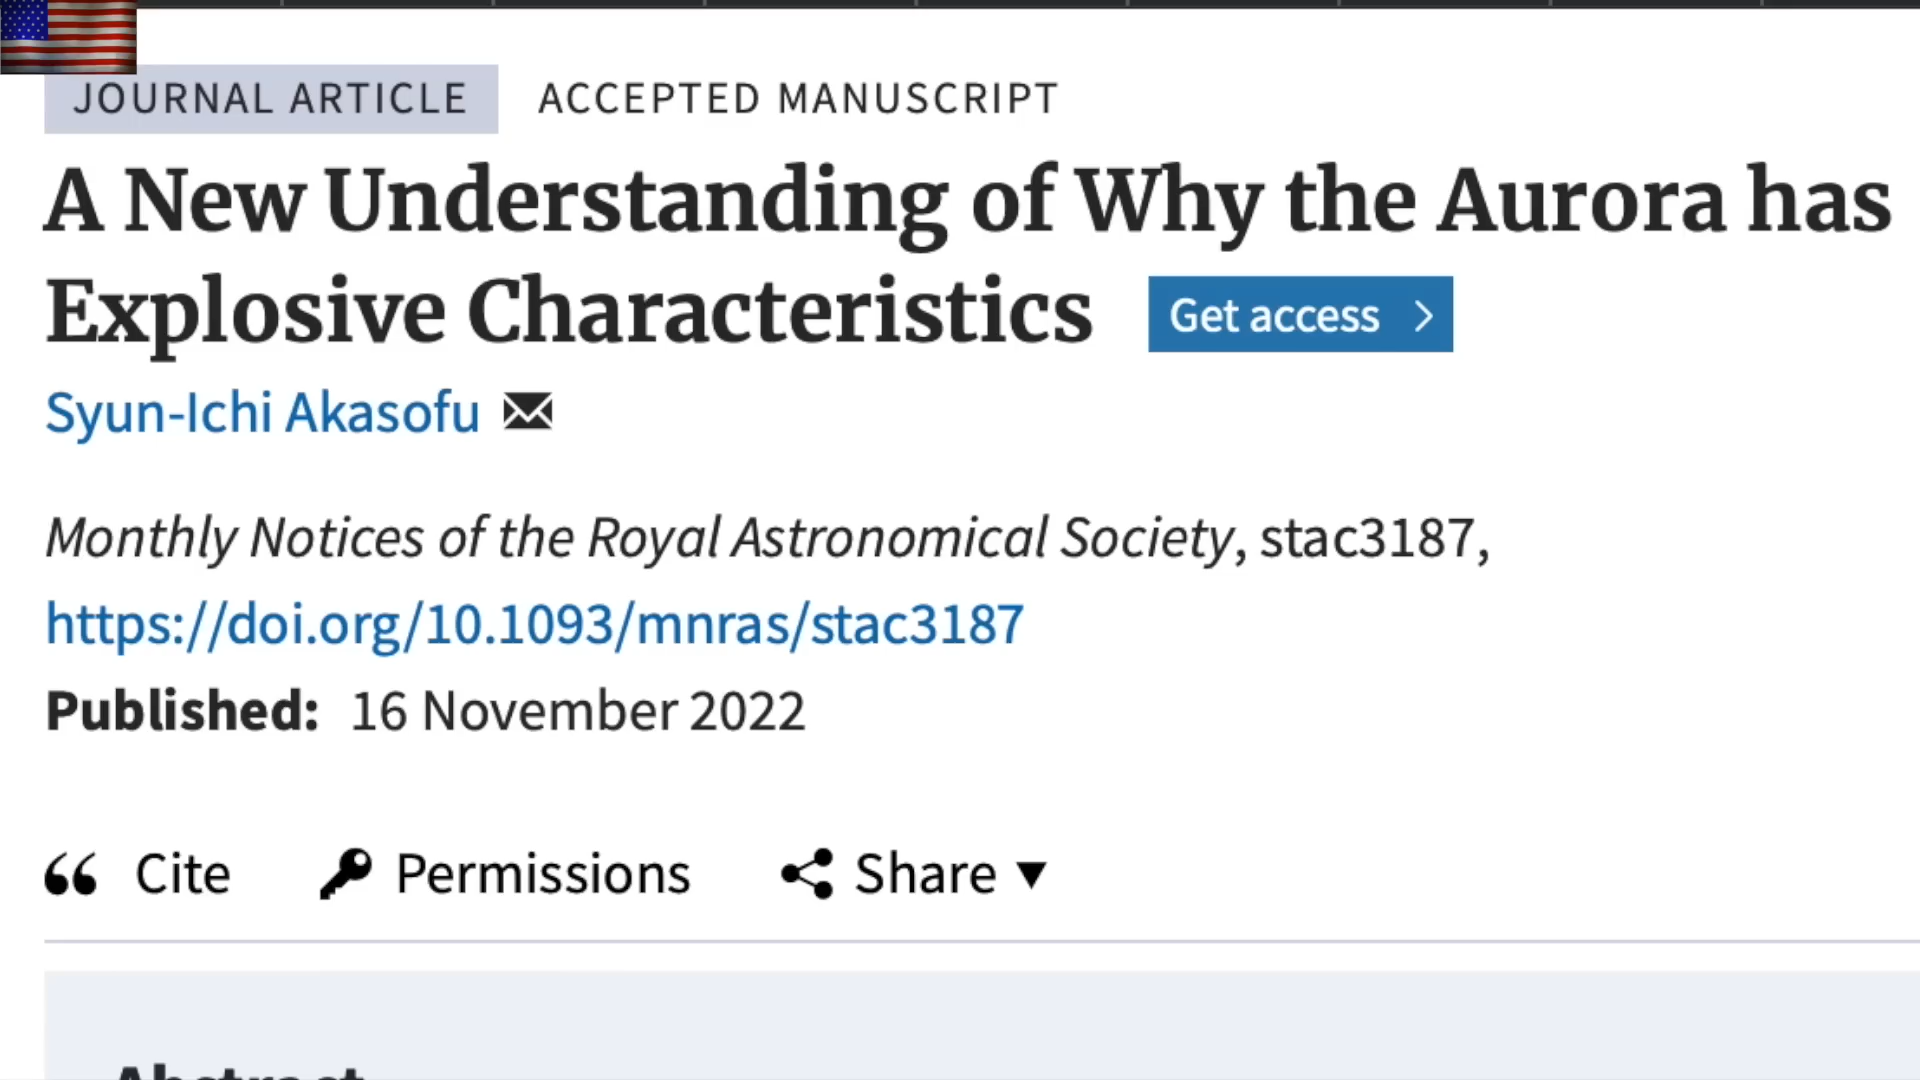 JOURNAL ARTICLE ACCEPTED MANUSCRIPT
A New Understanding of Why the Aurora has
Explosive Characteristics Get access
Syun-Ichi Akasofu
Monthly Notices of the Royal Astronomical Society, stac3187,
https://doi.org/10.1093/mnras/stac3187
Published: 16 November 2022
Cite Permissions Share
Abstract